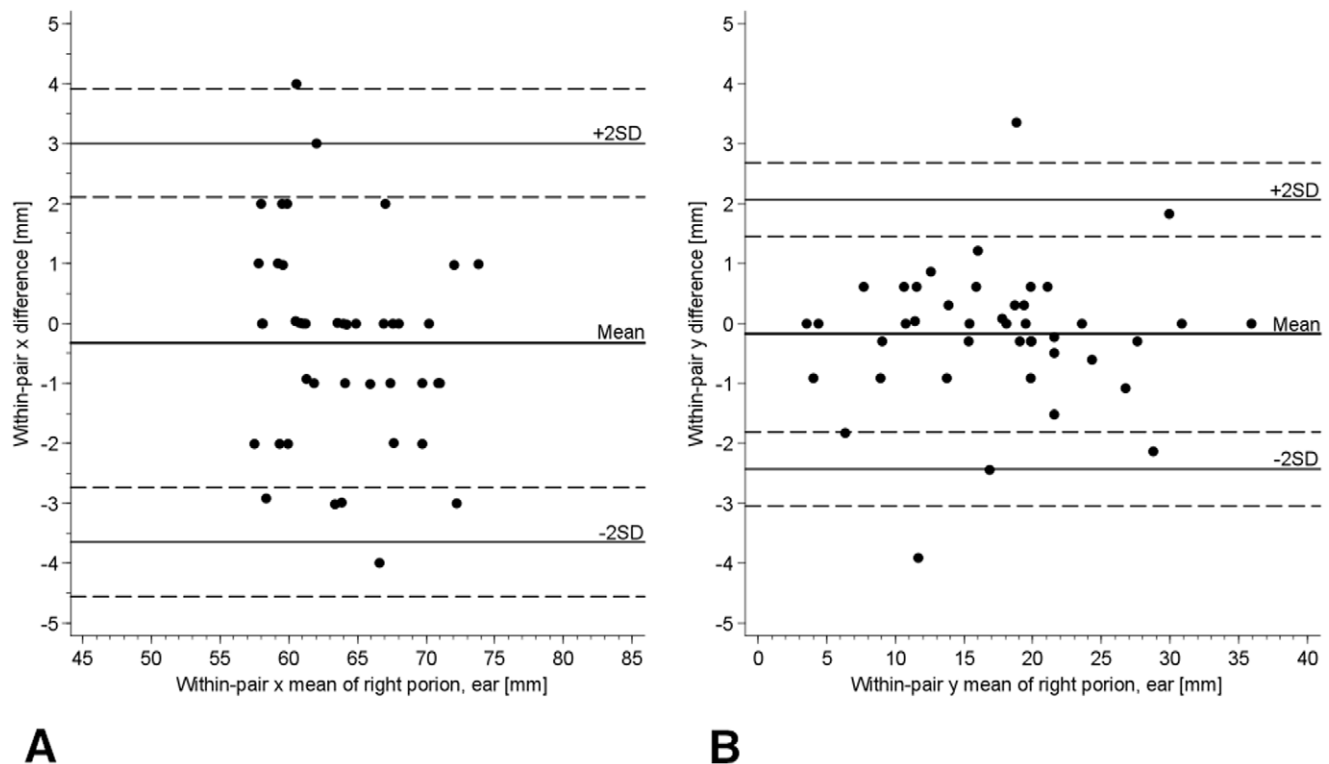 5
4
3
2
1
0
-1
-2
-3
-4
-5
Within-pair x difference [mm]
+2SD
Mean
-2SD
45 50 55 60 65 70 75 60 85
Within-pair x mean of right porion, ear [mm]
A
5
4
3
2
1
0
-1
-2
-3
-4
-5
Within-pair y difference [mm]
+2SD
Mean
-2SD
0 5 10 15 20 25 30 35 40
Within-pair y mean of right porion, ear [mm]
B